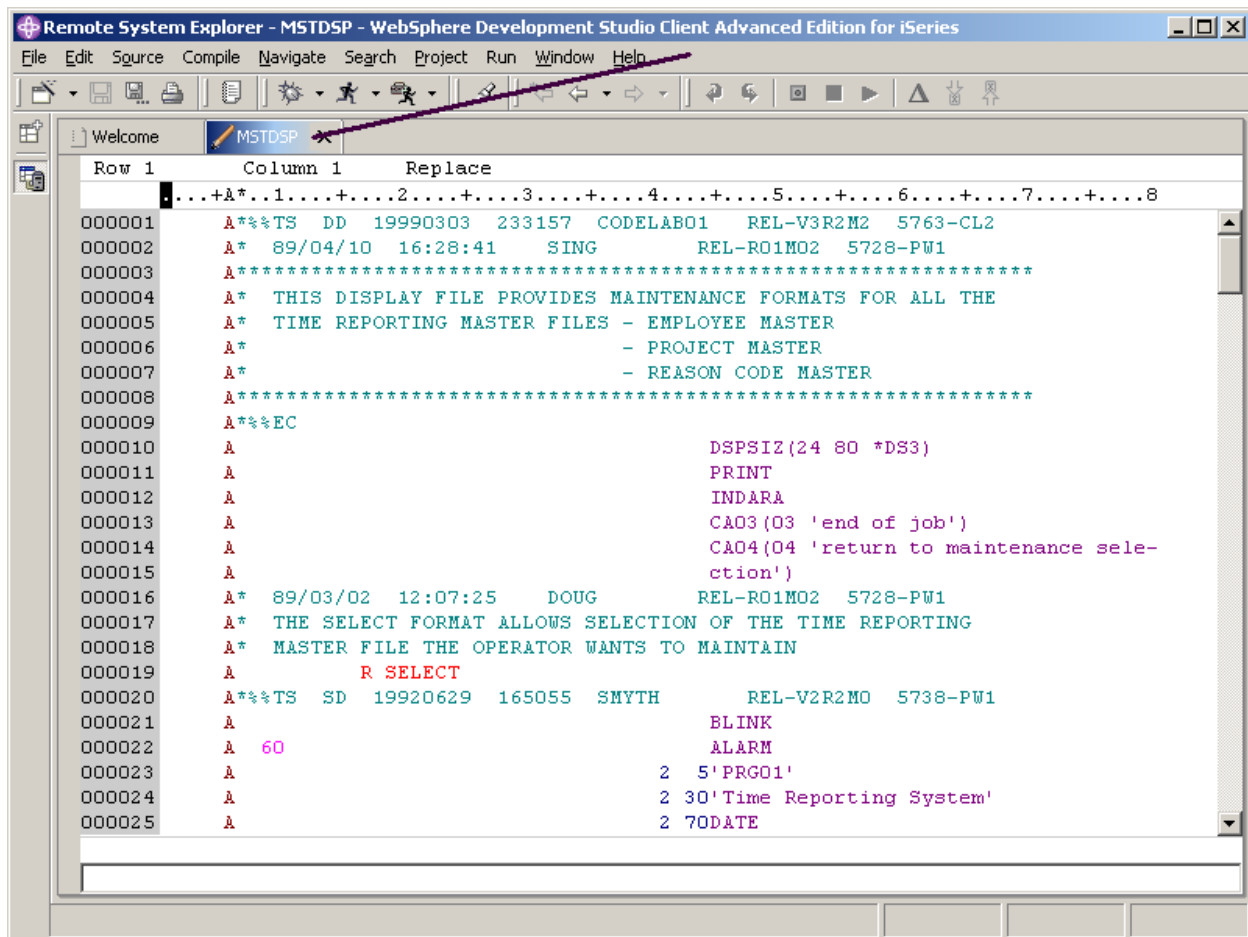 Remote System Explorer - MSTDSP - WebSphere Development Studio Client Advanced Edition for iSeries
File Edit Source Compile Navigate Search Project Run Window Help
Welcome MSTDSP
Row 1 Column 1 Replace
....+A*..1....+....2....+....3....+....4....+....5....+....6....+....7....+....8
000001 A*%%TS DD 19990303 233157 CODELAB01 REL-V3R2M2 5763-CL2
000002 A* 89/04/10 16:28:41 SING REL-R01M02 5728-PW1
000003 A****************************************************************
000004 A* THIS DISPLAY FILE PROVIDES MAINTENANCE FORMATS FOR ALL THE
000005 A* TIME REPORTING MASTER FILES - EMPLOYEE MASTER
000006 A* - PROJECT MASTER
000007 A* - REASON CODE MASTER
000008 A****************************************************************
000009 A*%%EC
000010 A DSPSIZ(24 80 *DS3)
000011 A PRINT
000012 A INDARA
000013 A CA03(03 'end of job')
000014 A CA04(04 'return to maintenance sele-
000015 A ction')
000016 A* 89/03/02 12:07:25 DOUG REL-R01M02 5728-PW1
000017 A* THE SELECT FORMAT ALLOWS SELECTION OF THE TIME REPORTING
000018 A* MASTER FILE THE OPERATOR WANTS TO MAINTAIN
000019 A R SELECT
000020 A*%%TS SD 19920629 165055 SMYTH REL-V2R2M0 5738-PW1
000021 A BLINK
000022 A 60 ALARM
000023 A 2 5'PRG01'
000024 A 2 30'Time Reporting System'
000025 A 2 70DATE